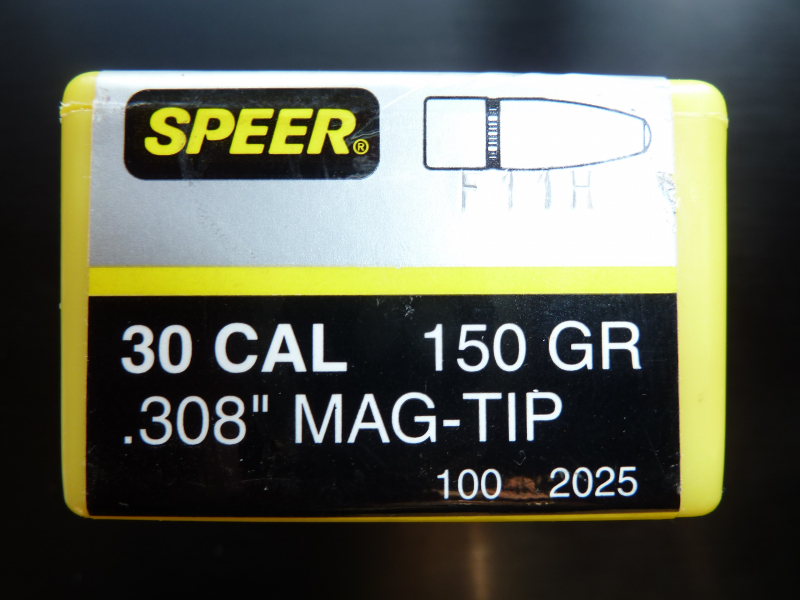 SPEER®
30 CAL 150 GR
.308" MAG-TIP
100 2025